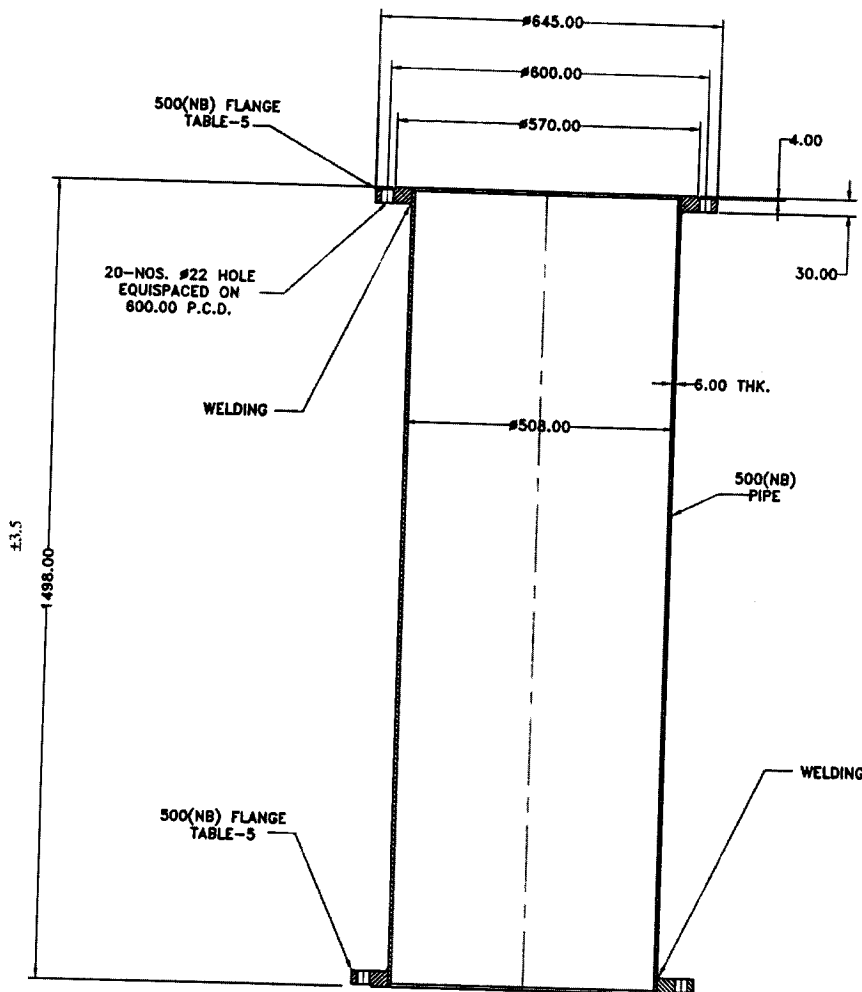 ø645.00
ø600.00
500(NB) FLANGE
TABLE-5
ø570.00
4.00
20-NOS. ø22 HOLE
EQUISPACED ON
600.00 P.C.D.
30.00
WELDING
6.00 THK.
ø508.00
500(NB)
PIPE
±3.5
1498.00
WELDING
500(NB) FLANGE
TABLE-5